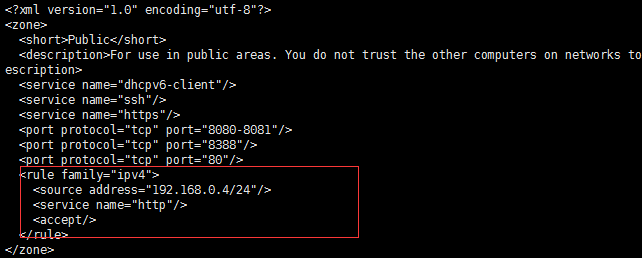 <?xml version="1.0" encoding="utf-8"?>
<zone>
  <short>Public</short>
  <description>For use in public areas. You do not trust the other computers on networks to
escription>
  <service name="dhcpv6-client"/>
  <service name="ssh"/>
  <service name="https"/>
  <port protocol="tcp" port="8080-8081"/>
  <port protocol="tcp" port="8388"/>
  <port protocol="tcp" port="80"/>
  <rule family="ipv4">
    <source address="192.168.0.4/24"/>
    <service name="http"/>
    <accept/>
  </rule>
</zone>